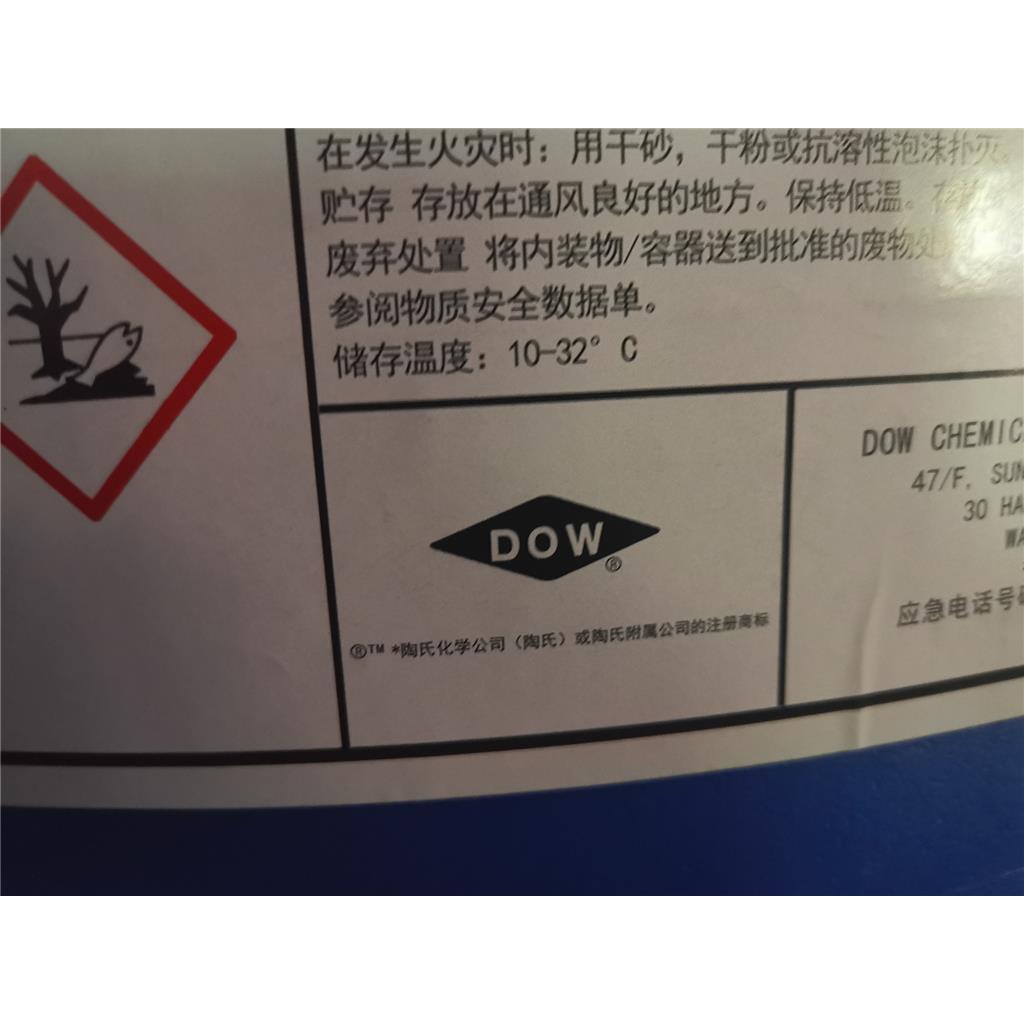 在发生火灾时：用干砂，干粉或抗溶性泡沫扑灭。
贮存 存放在通风良好的地方。保持低温。
废弃处置 将内装物/容器送到批准的废物处
参阅物质安全数据单。
储存温度：10-32° C
DOW®
®™ *陶氏化学公司（陶氏）或陶氏附属公司的注册商标
DOW CHEMIC
47/F, SUN
30 HA
WA
应急电话号码